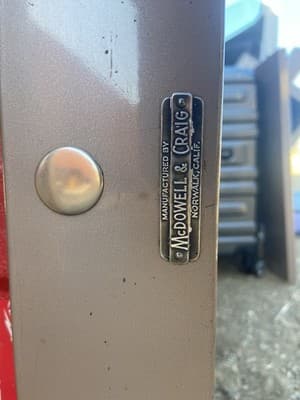 MANUFACTURED BY
McDOWELL & CRAIG
NORWALK, CALIF.